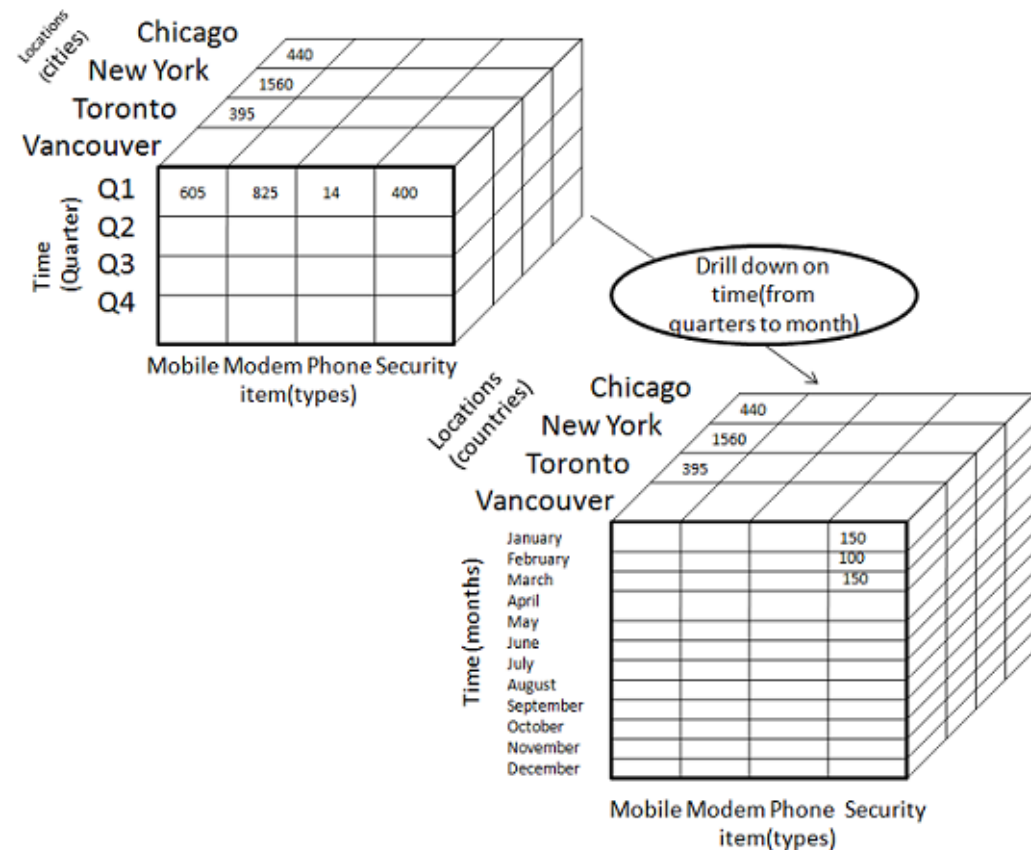 Locations
(cities)
Chicago
New York
Toronto
Vancouver
440
1560
395
Time
(Quarter)
Q1
Q2
Q3
Q4
605 825 14 400
Mobile Modem Phone Security
item(types)
Drill down on
time(from
quarters to month)
Locations
(countries)
Chicago
New York
Toronto
Vancouver
440
1560
395
Time (months)
January 150
February 100
March 150
April
May
June
July
August
September
October
November
December
Mobile Modem Phone Security
item(types)